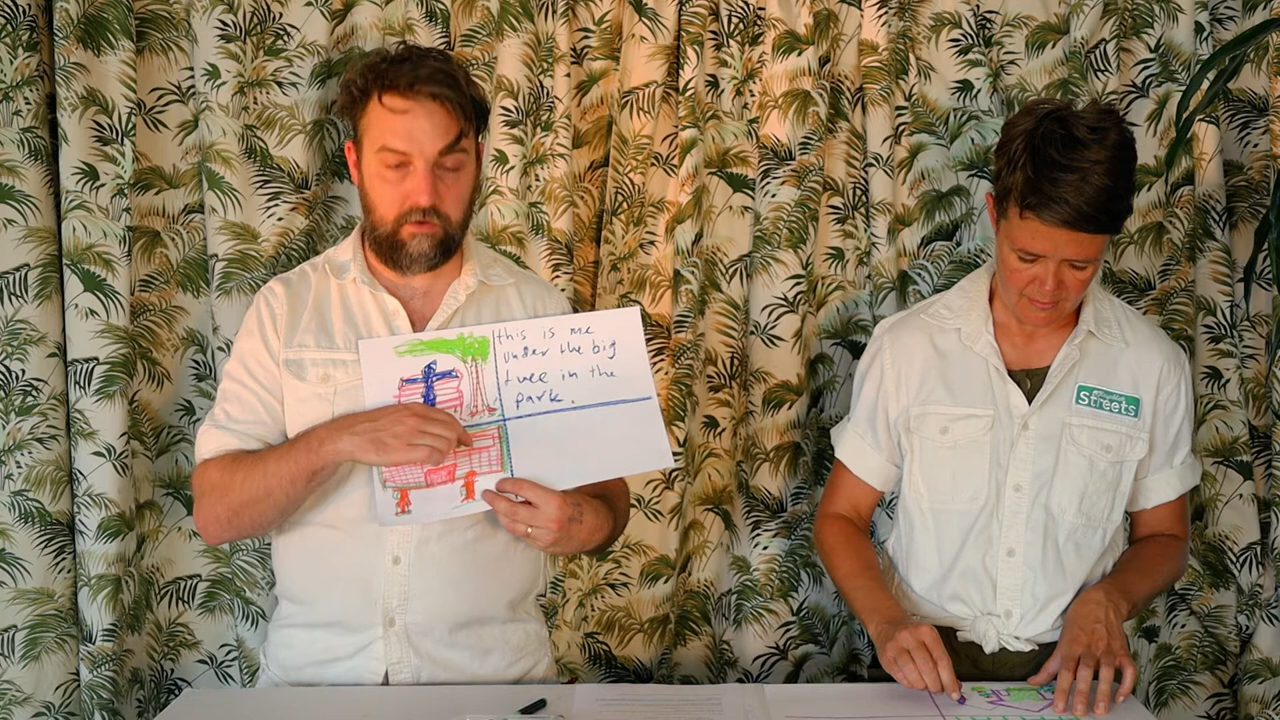 this is me
under the big
tree in the
park.
Streets